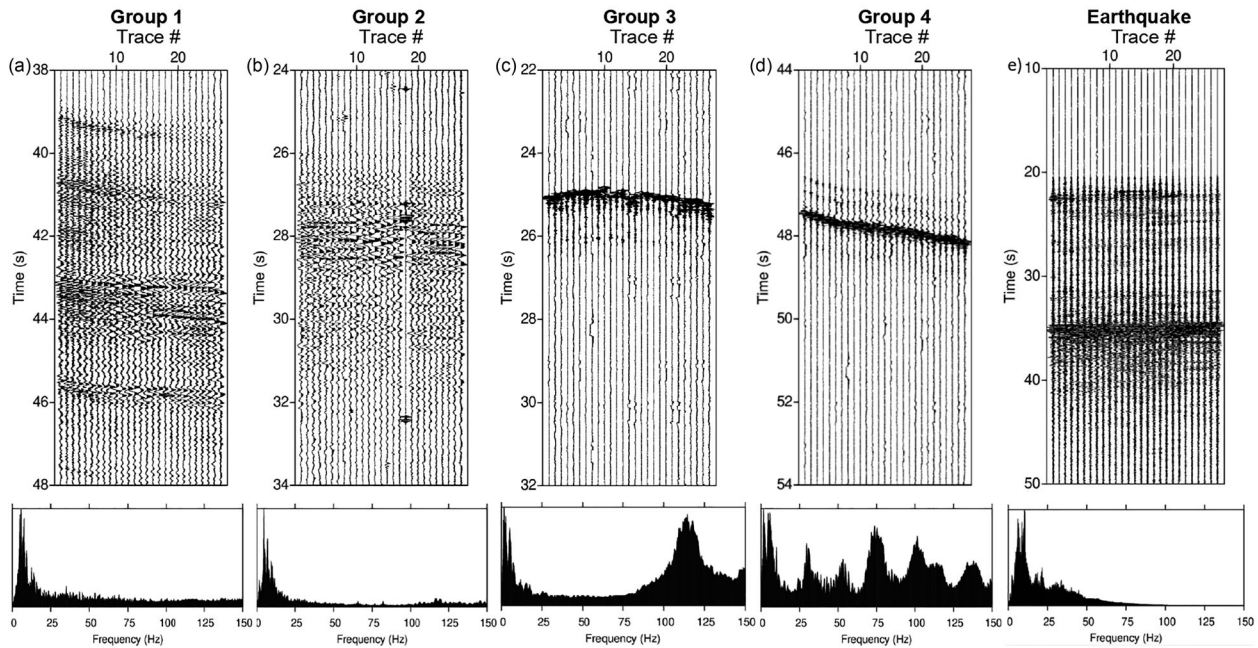 Group 1 Group 2 Group 3 Group 4 Earthquake
Trace # Trace # Trace # Trace # Trace #
10 20 10 20 10 20 10 20 10 20
(a) (b) (c) (d) e)
38 24 22 44 10
40 26 24 46 20
42 28 26 48 30
44 30 24 50 40
46 32 30 52
48 34 32 54 50
Time (s) Time (s) Time (s) Time (s) Time (s)
0 25 50 75 100 125 150 0 25 50 75 100 125 150 0 25 50 75 100 125 150 0 25 50 75 100 125 150 0 25 50 75 100 125 150
Frequency (Hz) Frequency (Hz) Frequency (Hz) Frequency (Hz) Frequency (Hz)